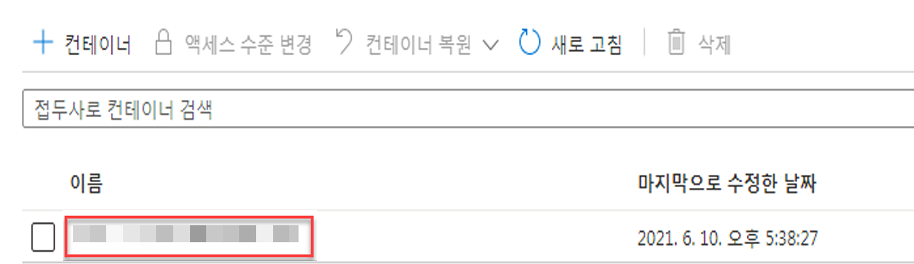 컨테이너 액세스 수준 변경 컨테이너 복원 새로 고침 삭제
접두사로 컨테이너 검색
이름 마지막으로 수정한 날짜
2021. 6. 10. 오후 5:38:27